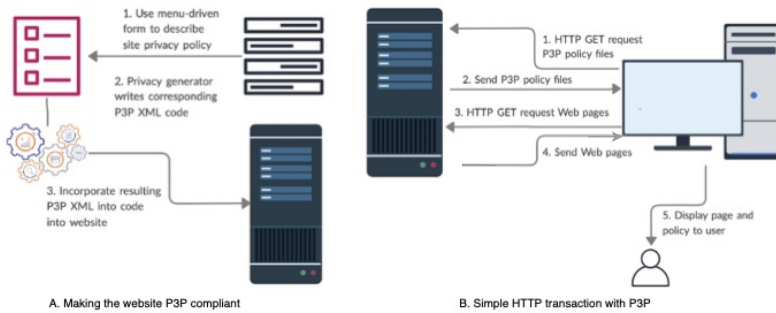 1. Use menu-driven
form to describe
site privacy policy
2. Privacy generator
writes corresponding
P3P XML code
3. Incorporate resulting
P3P XML into code
into website
A. Making the website P3P compliant
1. HTTP GET request
P3P policy files
2. Send P3P policy files
3. HTTP GET request Web pages
4. Send Web pages
5. Display page and
policy to user
B. Simple HTTP transaction with P3P